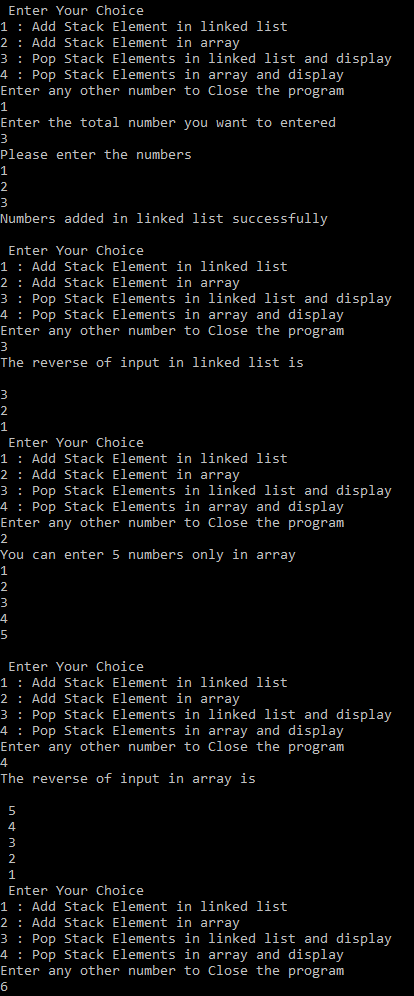 Enter Your Choice
1 : Add Stack Element in linked list
2 : Add Stack Element in array
3 : Pop Stack Elements in linked list and display
4 : Pop Stack Elements in array and display
Enter any other number to Close the program
1
Enter the total number you want to entered
3
Please enter the numbers
1
2
3
Numbers added in linked list successfully
Enter Your Choice
1 : Add Stack Element in linked list
2 : Add Stack Element in array
3 : Pop Stack Elements in linked list and display
4 : Pop Stack Elements in array and display
Enter any other number to Close the program
3
The reverse of input in linked list is
3
2
1
Enter Your Choice
1 : Add Stack Element in linked list
2 : Add Stack Element in array
3 : Pop Stack Elements in linked list and display
4 : Pop Stack Elements in array and display
Enter any other number to Close the program
2
You can enter 5 numbers only in array
1
2
3
4
5
Enter Your Choice
1 : Add Stack Element in linked list
2 : Add Stack Element in array
3 : Pop Stack Elements in linked list and display
4 : Pop Stack Elements in array and display
Enter any other number to Close the program
4
The reverse of input in array is
5
4
3
2
1
Enter Your Choice
1 : Add Stack Element in linked list
2 : Add Stack Element in array
3 : Pop Stack Elements in linked list and display
4 : Pop Stack Elements in array and display
Enter any other number to Close the program
6